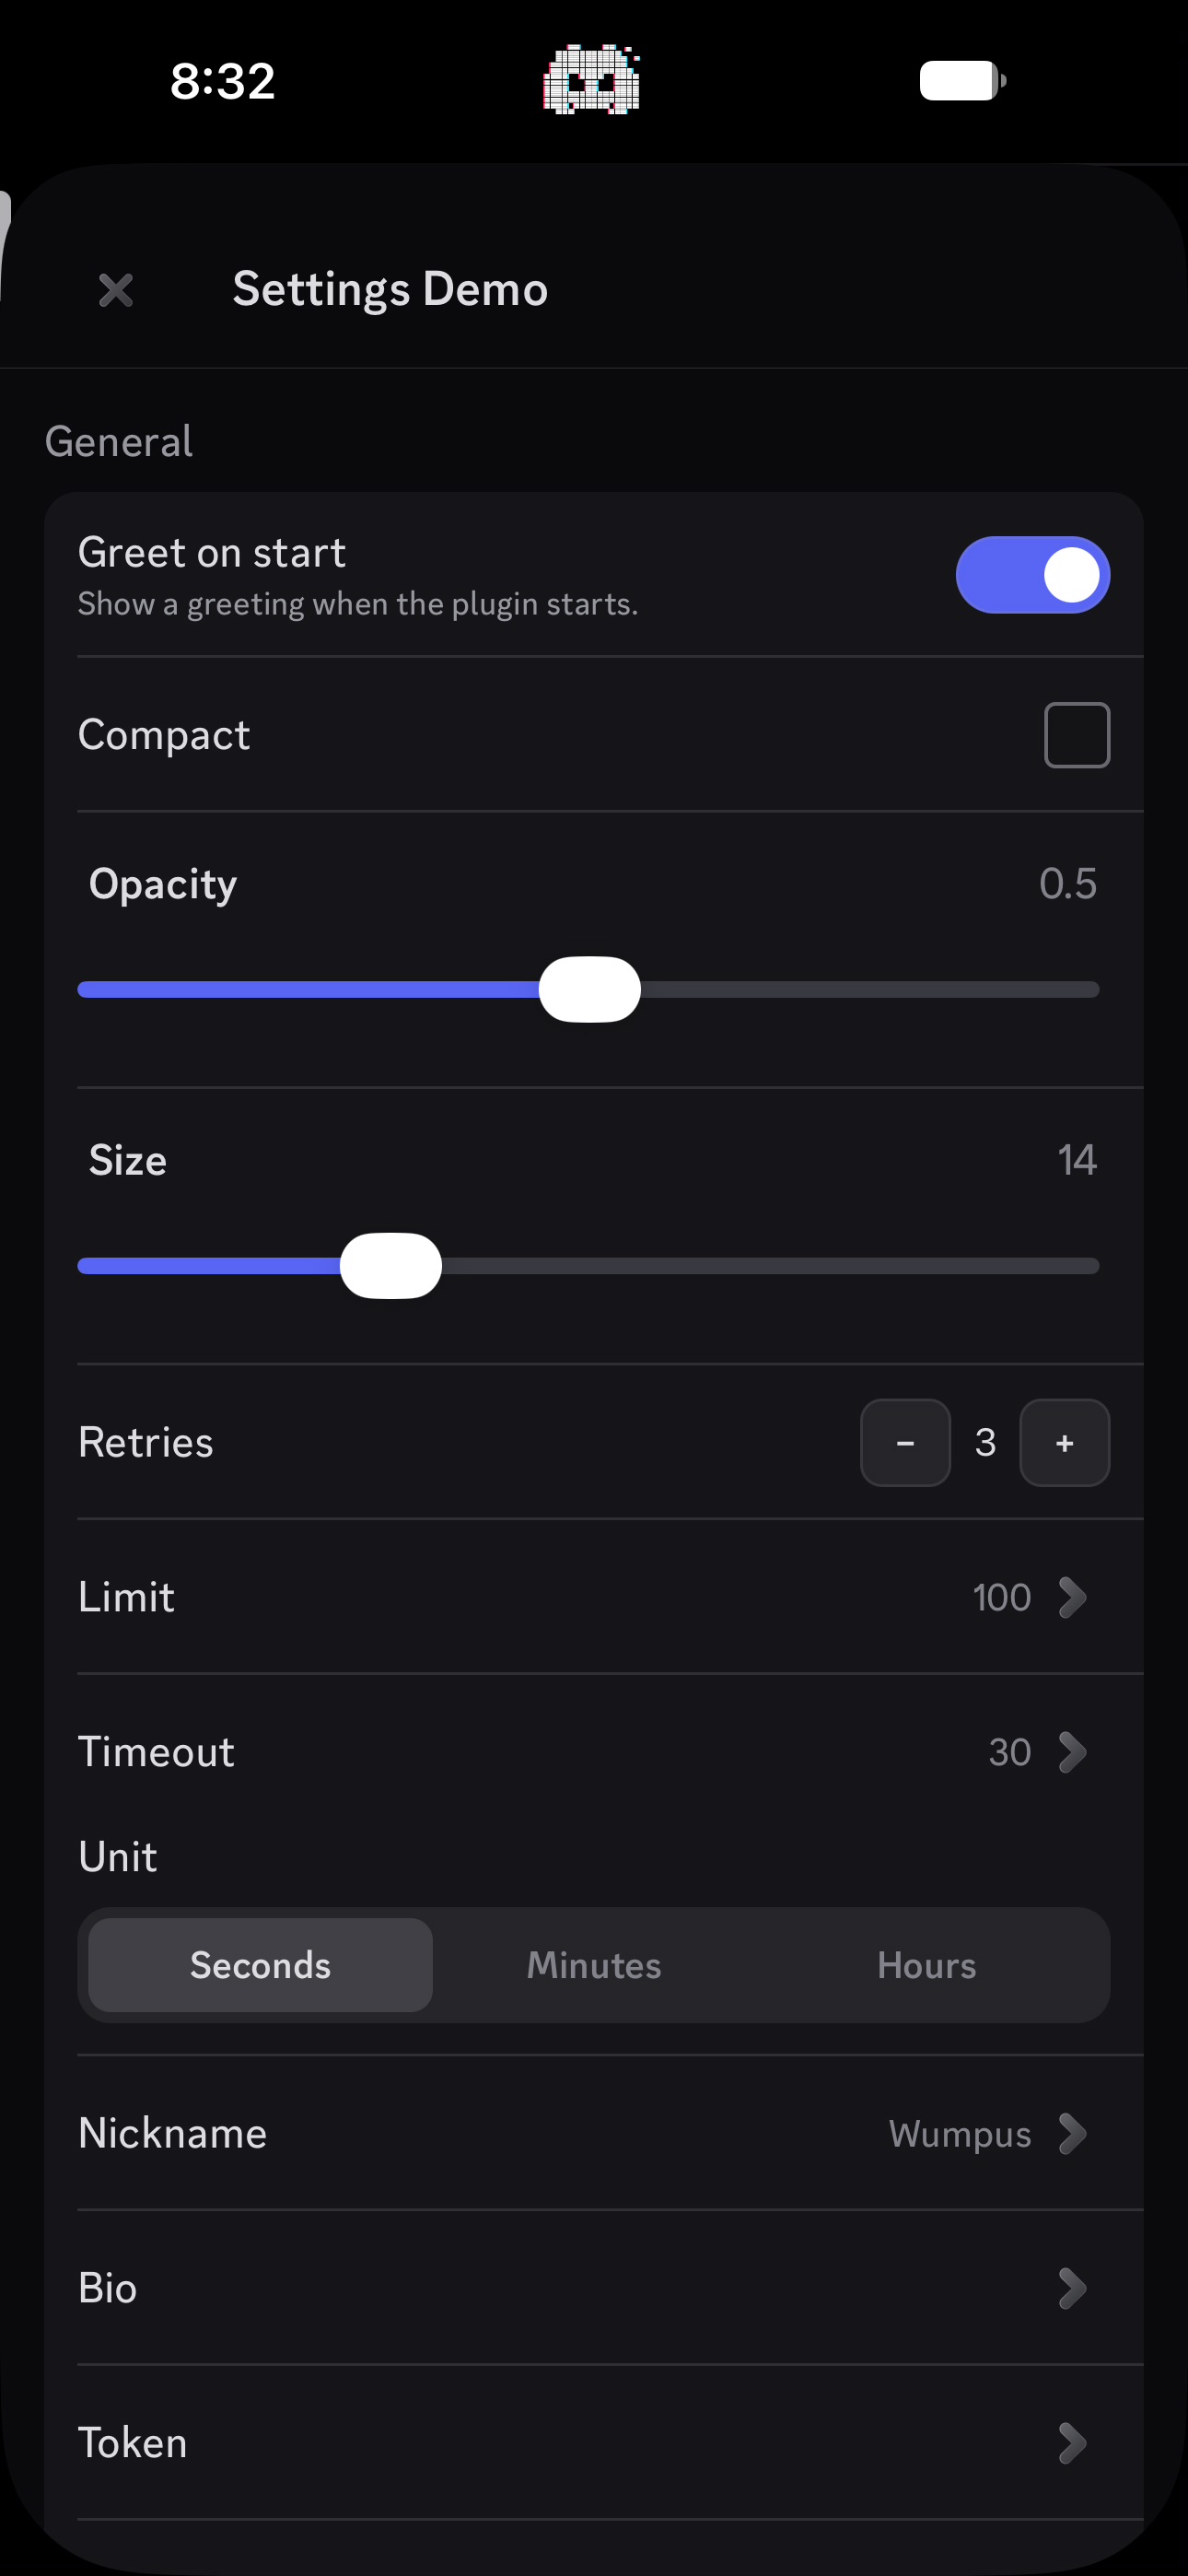 8:32
Settings Demo
General
Greet on start
Show a greeting when the plugin starts.
Compact
Opacity 0.5
Size 14
Retries - 3 +
Limit 100
Timeout 30
Unit
Seconds Minutes Hours
Nickname Wumpus
Bio
Token